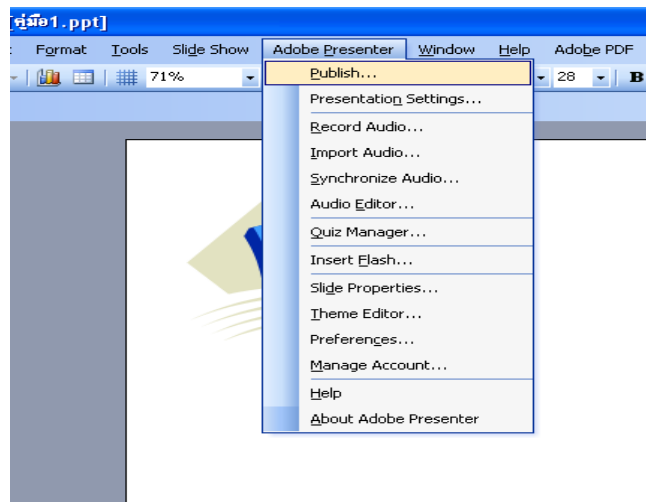 [คู่มือ1.ppt]
Format Tools Slide Show Adobe Presenter Window Help Adobe PDF
71% 28 B
Publish...
Presentation Settings...
Record Audio...
Import Audio...
Synchronize Audio...
Audio Editor...
Quiz Manager...
Insert Flash...
Slide Properties...
Theme Editor...
Preferences...
Manage Account...
Help
About Adobe Presenter